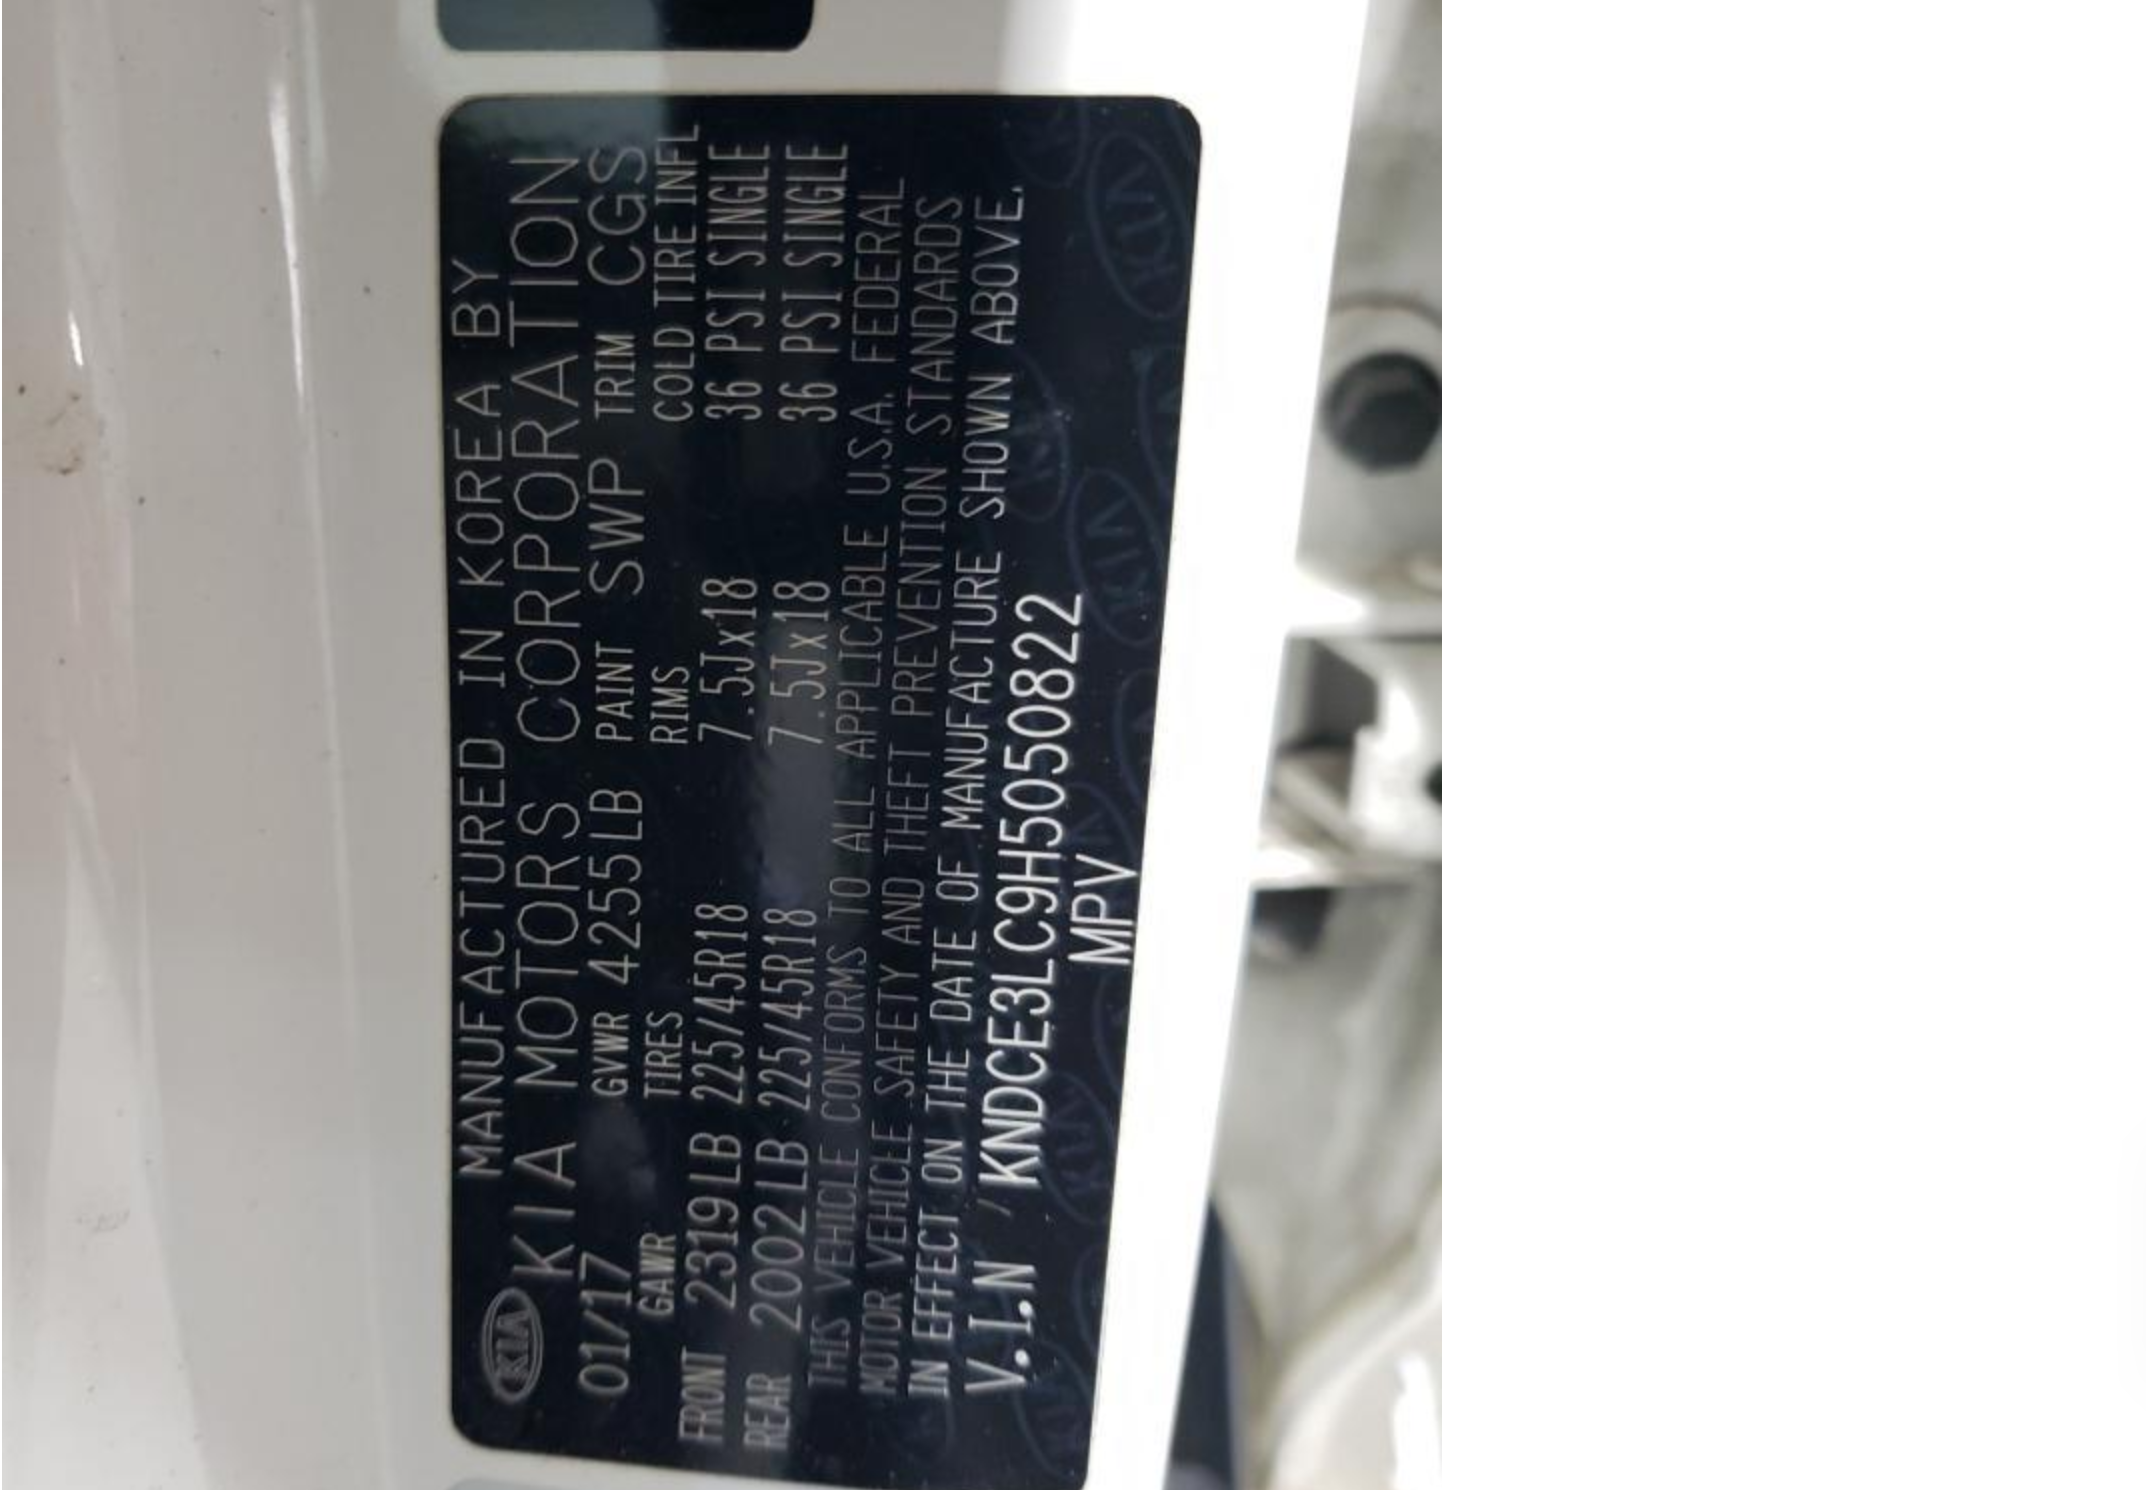 KIA
MANUFACTURED IN KOREA BY
KIA MOTORS CORPORATION
01/17 GVWR 4255LB PAINT SWP TRIM CGS
GAWR TIRES RIMS COLD TIRE INFL
FRONT 2319LB 225/45R18 7.5Jx18 36 PSI SINGLE
REAR 2002LB 225/45R18 7.5Jx18 36 PSI SINGLE
THIS VEHICLE CONFORMS TO ALL APPLICABLE U.S.A. FEDERAL
MOTOR VEHICLE SAFETY AND THEFT PREVENTION STANDARDS
IN EFFECT ON THE DATE OF MANUFACTURE SHOWN ABOVE.
V.I.N / KNDCE3LC9H5050822
MPV